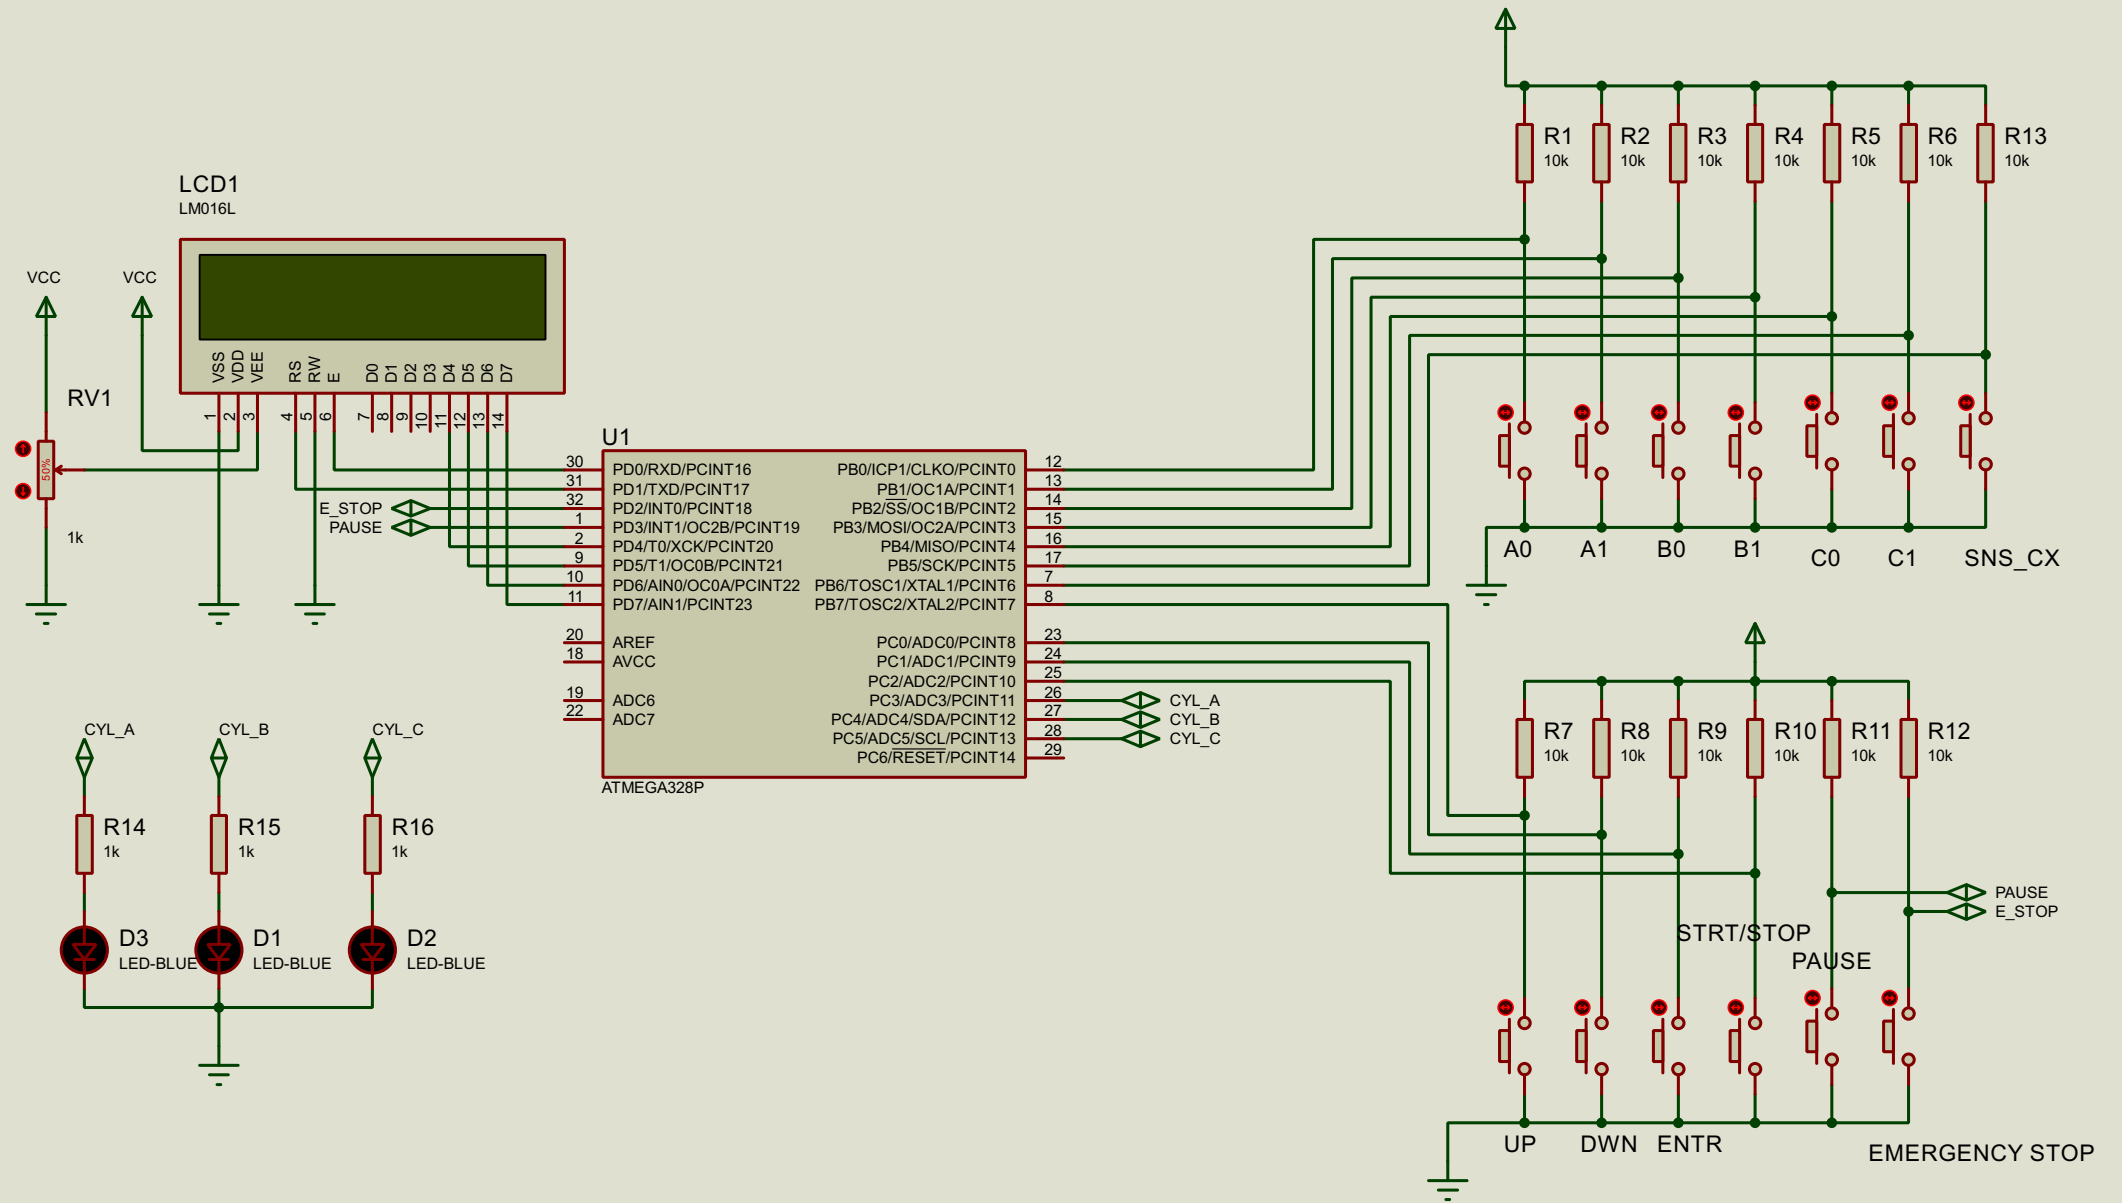 R1
10k
R2
10k
R3
10k
R4
10k
R5
10k
R6
10k
R13
10k
LCD1
LM016L
VCC
VCC
VSS
VDD
VEE
RS
RW
E
D0
D1
D2
D3
D4
D5
D6
D7
1
2
3
4
5
6
7
8
9
10
11
12
13
14
RV1
50%
1k
U1
30 PD0/RXD/PCINT16
31 PD1/TXD/PCINT17
E_STOP 32 PD2/INT0/PCINT18
PAUSE 1 PD3/INT1/OC2B/PCINT19
2 PD4/T0/XCK/PCINT20
9 PD5/T1/OC0B/PCINT21
10 PD6/AIN0/OC0A/PCINT22
11 PD7/AIN1/PCINT23
20 AREF
18 AVCC
19 ADC6
22 ADC7
PB0/ICP1/CLKO/PCINT0 12
PB1/OC1A/PCINT1 13
PB2/SS/OC1B/PCINT2 14
PB3/MOSI/OC2A/PCINT3 15
PB4/MISO/PCINT4 16
PB5/SCK/PCINT5 17
PB6/TOSC1/XTAL1/PCINT6 7
PB7/TOSC2/XTAL2/PCINT7 8
PC0/ADC0/PCINT8 23
PC1/ADC1/PCINT9 24
PC2/ADC2/PCINT10 25
PC3/ADC3/PCINT11 26 CYL_A
PC4/ADC4/SDA/PCINT12 27 CYL_B
PC5/ADC5/SCL/PCINT13 28 CYL_C
PC6/RESET/PCINT14 29
ATMEGA328P
A0
A1
B0
B1
C0
C1
SNS_CX
CYL_A
CYL_B
CYL_C
R14
1k
R15
1k
R16
1k
D3
LED-BLUE
D1
LED-BLUE
D2
LED-BLUE
R7
10k
R8
10k
R9
10k
R10
10k
R11
10k
R12
10k
PAUSE
E_STOP
STRT/STOP
PAUSE
UP
DWN
ENTR
EMERGENCY STOP